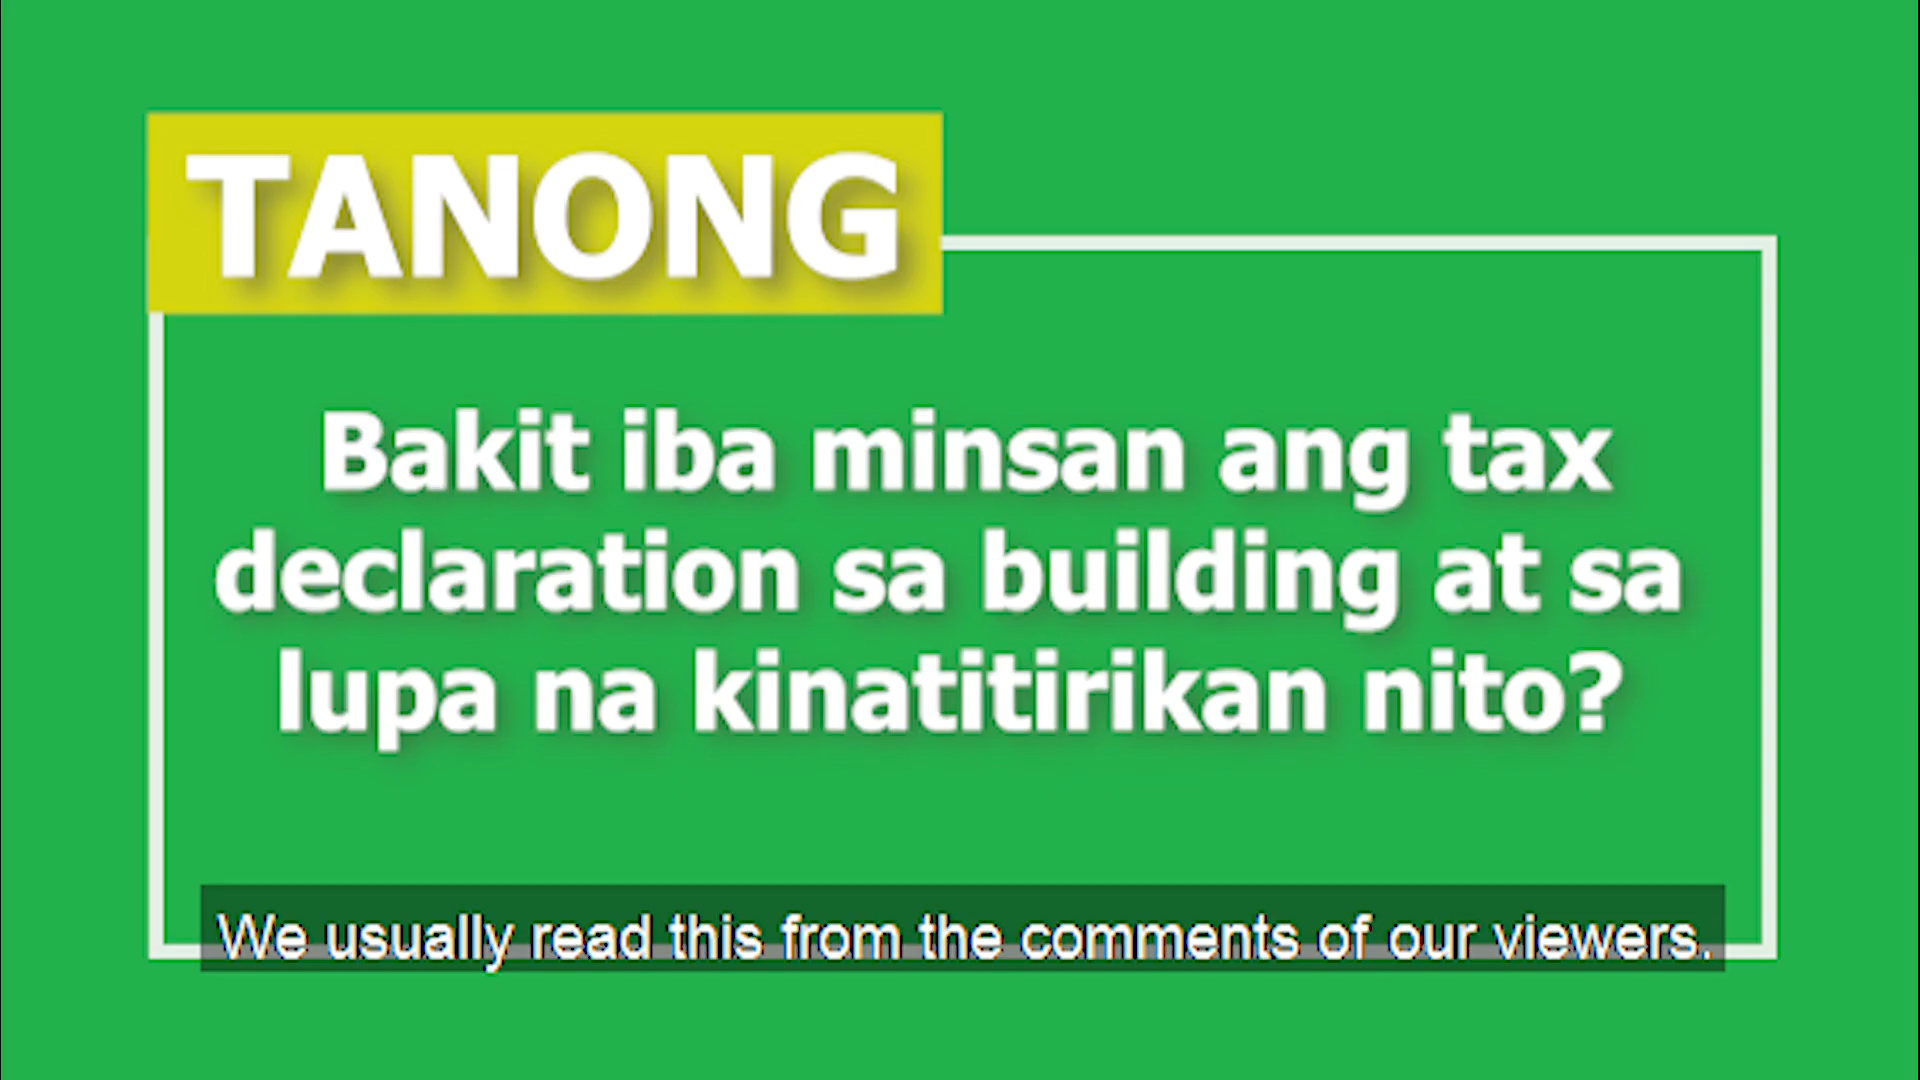 TANONG
Bakit iba minsan ang tax
declaration sa building at sa
lupa na kinatitirikan nito?
We usually read this from the comments of our viewers.